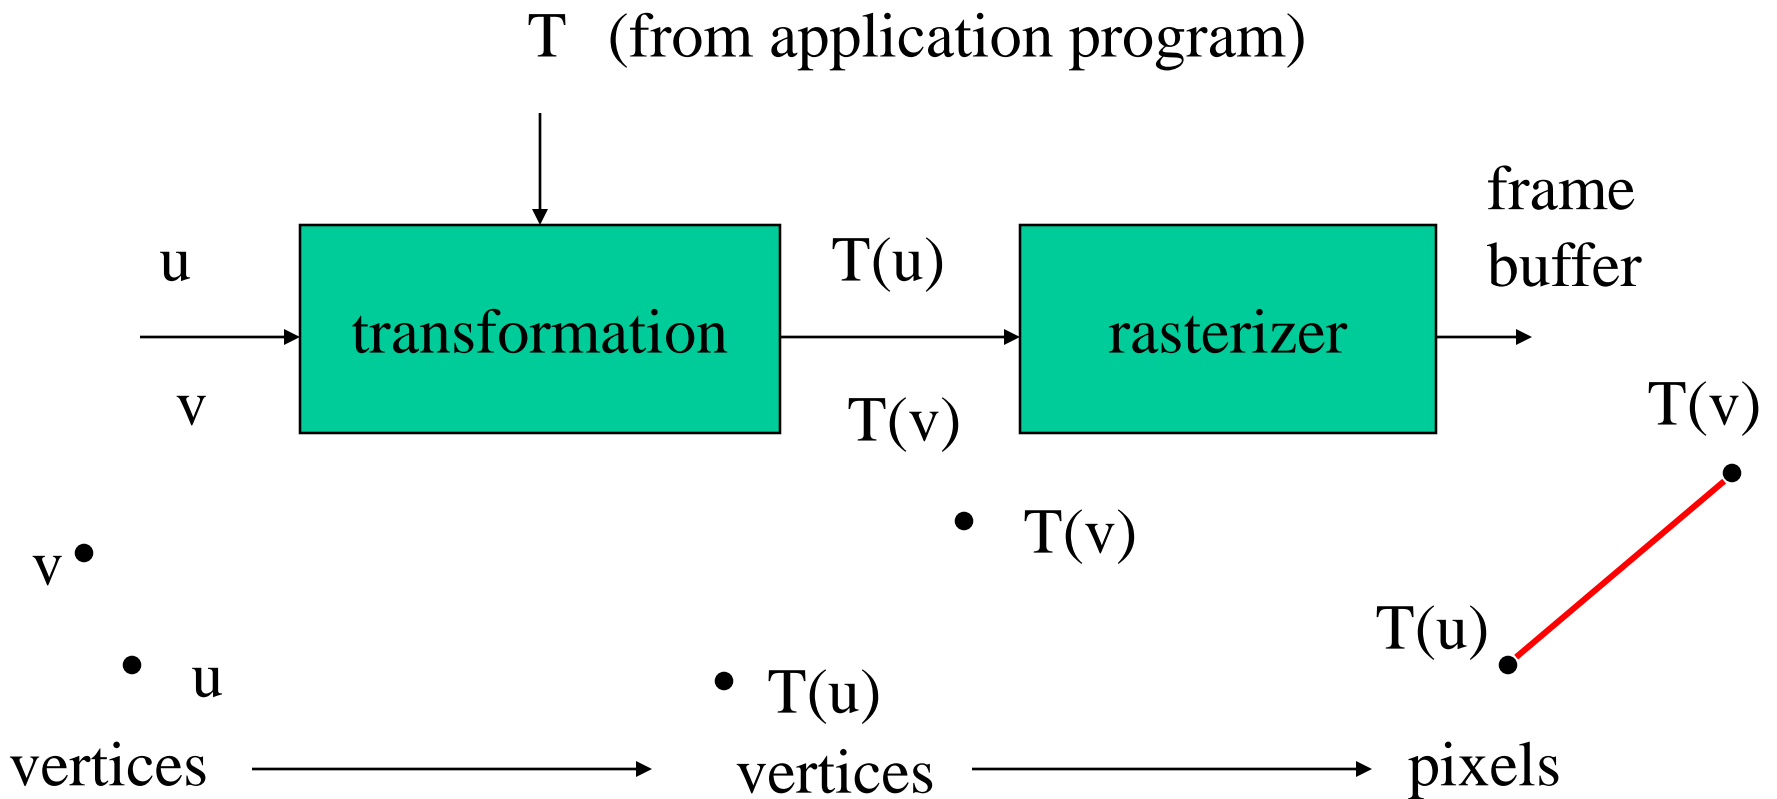 T (from application program)
frame
buffer
u
T(u)
transformation
rasterizer
v
T(v)
T(v)
T(v)
v
T(u)
u
T(u)
vertices
vertices
pixels